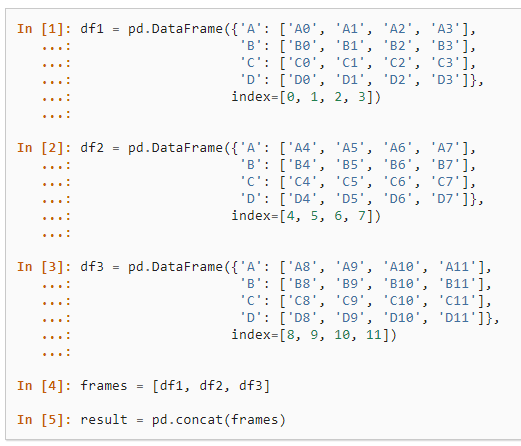 In [1]: df1 = pd.DataFrame({'A': ['A0', 'A1', 'A2', 'A3'],
   ...:                     'B': ['B0', 'B1', 'B2', 'B3'],
   ...:                     'C': ['C0', 'C1', 'C2', 'C3'],
   ...:                     'D': ['D0', 'D1', 'D2', 'D3']},
   ...:                    index=[0, 1, 2, 3])
   ...:
In [2]: df2 = pd.DataFrame({'A': ['A4', 'A5', 'A6', 'A7'],
   ...:                     'B': ['B4', 'B5', 'B6', 'B7'],
   ...:                     'C': ['C4', 'C5', 'C6', 'C7'],
   ...:                     'D': ['D4', 'D5', 'D6', 'D7']},
   ...:                    index=[4, 5, 6, 7])
   ...:
In [3]: df3 = pd.DataFrame({'A': ['A8', 'A9', 'A10', 'A11'],
   ...:                     'B': ['B8', 'B9', 'B10', 'B11'],
   ...:                     'C': ['C8', 'C9', 'C10', 'C11'],
   ...:                     'D': ['D8', 'D9', 'D10', 'D11']},
   ...:                    index=[8, 9, 10, 11])
   ...:
In [4]: frames = [df1, df2, df3]
In [5]: result = pd.concat(frames)